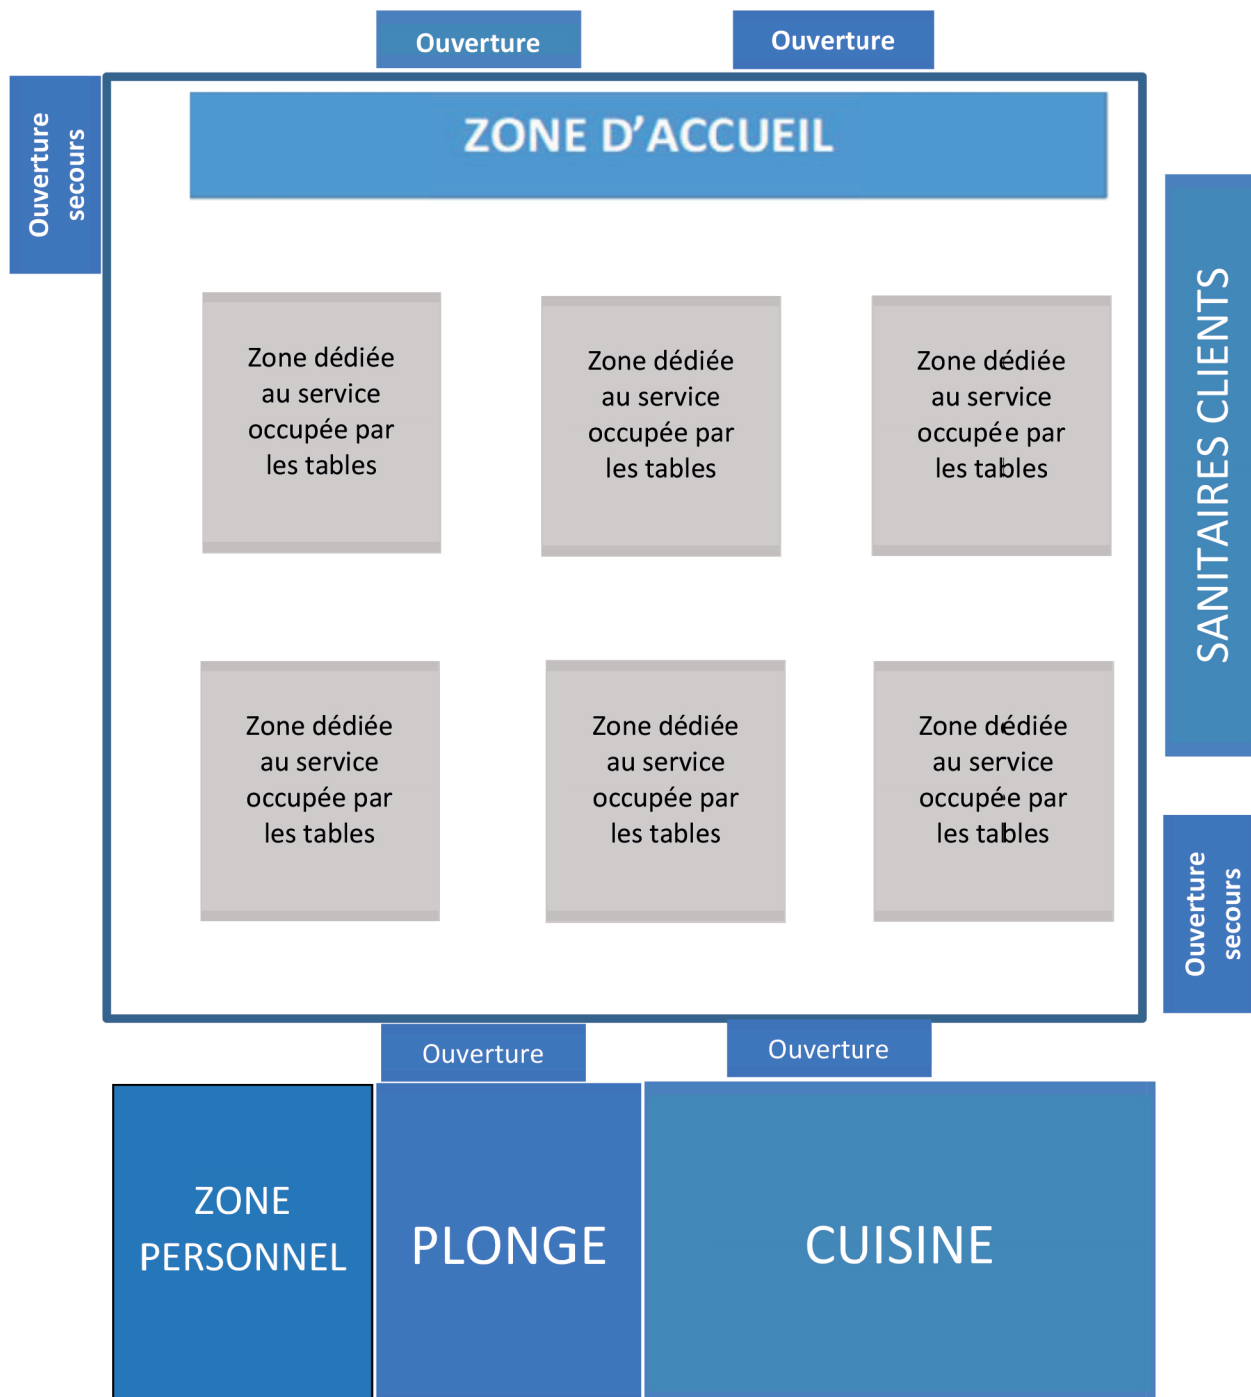 Ouverture
Ouverture
Ouverture
secours
ZONE D'ACCUEIL
SANITAIRES CLIENTS
Zone dédiée
au service
occupée par
les tables
Zone dédiée
au service
occupée par
les tables
Zone dédiée
au service
occupée par
les tables
Zone dédiée
au service
occupée par
les tables
Zone dédiée
au service
occupée par
les tables
Zone dédiée
au service
occupée par
les tables
Ouverture
secours
Ouverture
Ouverture
ZONE
PERSONNEL
PLONGE
CUISINE